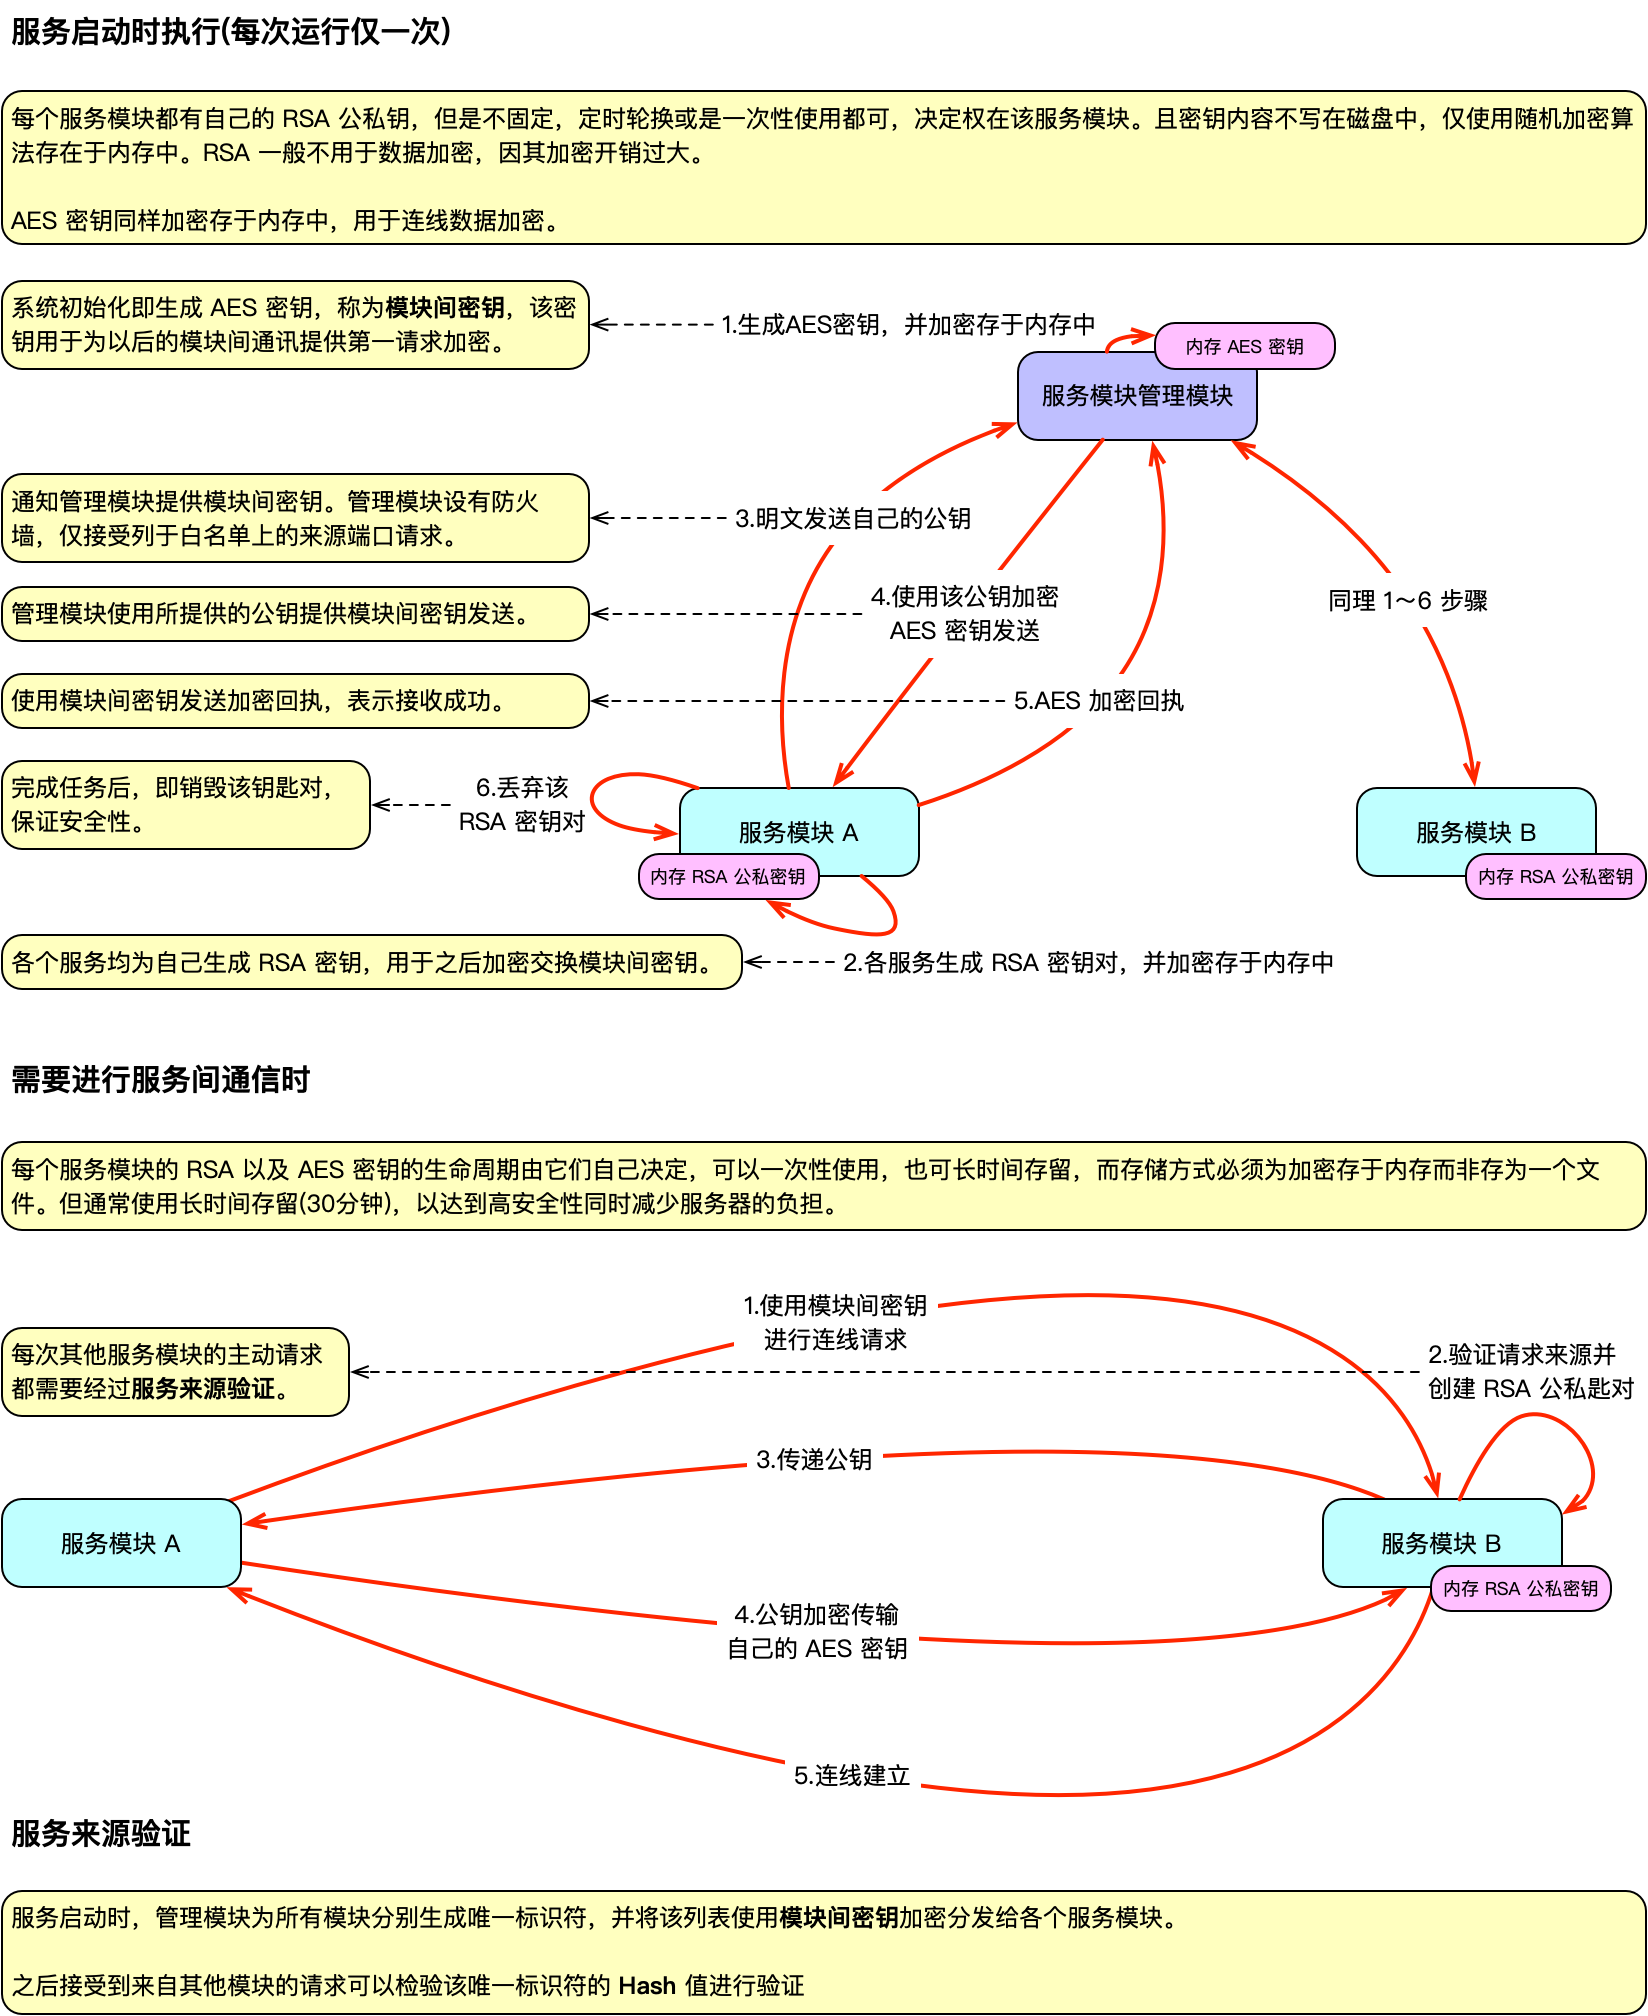 服务启动时执行(每次运行仅一次)
每个服务模块都有自己的 RSA 公私钥，但是不固定，定时轮换或是一次性使用都可，决定权在该服务模块。且密钥内容不写在磁盘中，仅使用随机加密算
法存在于内存中。RSA 一般不用于数据加密，因其加密开销过大。
AES 密钥同样加密存于内存中，用于连线数据加密。
系统初始化即生成 AES 密钥，称为模块间密钥，该密
钥用于为以后的模块间通讯提供第一请求加密。
1.生成AES密钥，并加密存于内存中
内存 AES 密钥
服务模块管理模块
通知管理模块提供模块间密钥。管理模块设有防火
墙，仅接受列于白名单上的来源端口请求。
3.明文发送自己的公钥
管理模块使用所提供的公钥提供模块间密钥发送。
4.使用该公钥加密
AES 密钥发送
同理 1～6 步骤
使用模块间密钥发送加密回执，表示接收成功。
5.AES 加密回执
完成任务后，即销毁该钥匙对，
保证安全性。
6.丢弃该
RSA 密钥对
服务模块 A
内存 RSA 公私密钥
服务模块 B
内存 RSA 公私密钥
各个服务均为自己生成 RSA 密钥，用于之后加密交换模块间密钥。
2.各服务生成 RSA 密钥对，并加密存于内存中
需要进行服务间通信时
每个服务模块的 RSA 以及 AES 密钥的生命周期由它们自己决定，可以一次性使用，也可长时间存留，而存储方式必须为加密存于内存而非存为一个文
件。但通常使用长时间存留(30分钟)，以达到高安全性同时减少服务器的负担。
1.使用模块间密钥
进行连线请求
每次其他服务模块的主动请求
都需要经过服务来源验证。
2.验证请求来源并
创建 RSA 公私匙对
3.传递公钥
服务模块 A
服务模块 B
内存 RSA 公私密钥
4.公钥加密传输
自己的 AES 密钥
5.连线建立
服务来源验证
服务启动时，管理模块为所有模块分别生成唯一标识符，并将该列表使用模块间密钥加密分发给各个服务模块。
之后接受到来自其他模块的请求可以检验该唯一标识符的 Hash 值进行验证